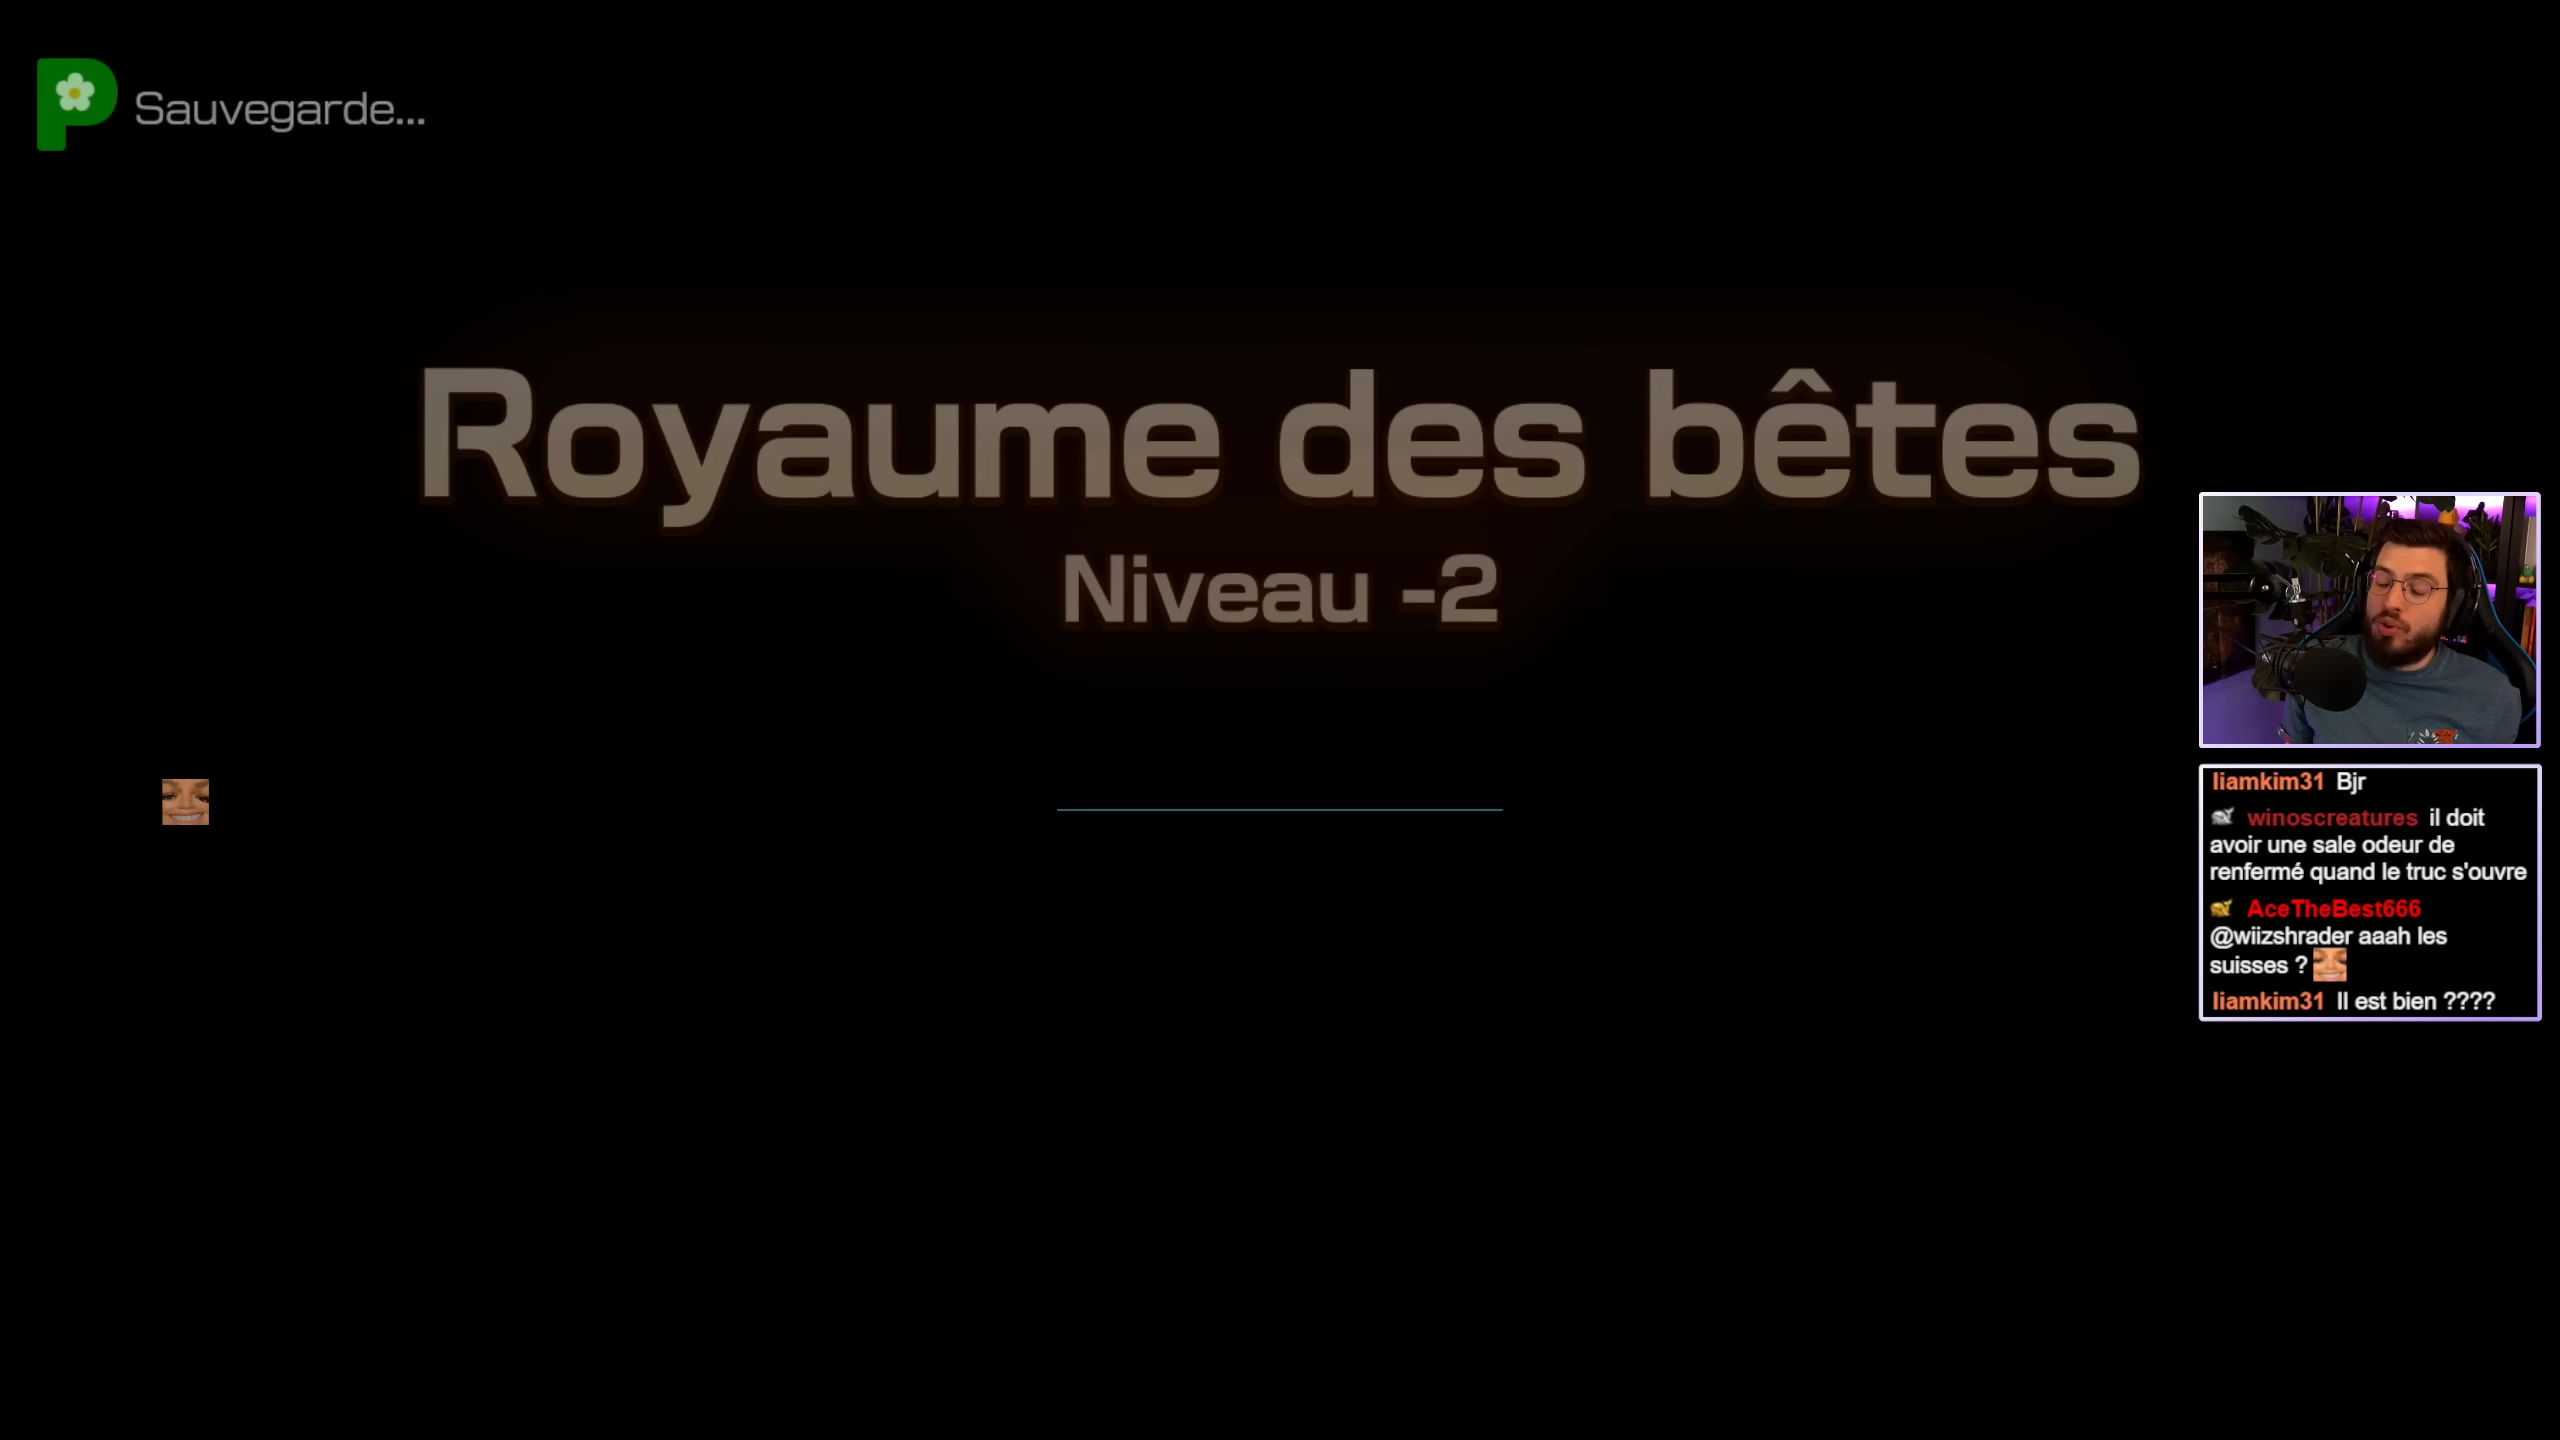 Sauvegarde...
Royaume des bêtes
Niveau -2
liamkim31 Bjr
winoscreatures il doit
avoir une sale odeur de
renfermé quand le truc s'ouvre
AceTheBest666
@wiizshrader aaah les
suisses ?
liamkim31 Il est bien ????